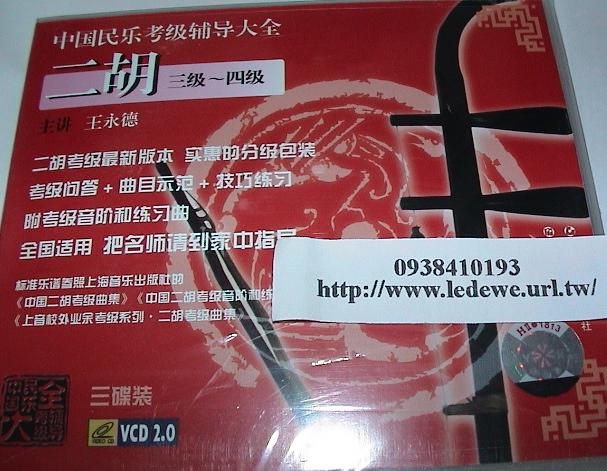 中国民乐考级辅导大全
二胡 三级～四级
主讲 王永德
二胡考级最新版本 实惠的分级包装
考级问答+曲目示范+技巧练习
附考级音阶和练习曲
全国适用 把名师请到家中指导
标准乐谱参照上海音乐出版社的
《中国二胡考级曲集》《中国二胡考级音阶和练
《上音校外业余考级系列·二胡考级曲集
0938410193
http://www.ledewe.url.tw/
社
三碟装
VIDEO CD
VCD 2.0